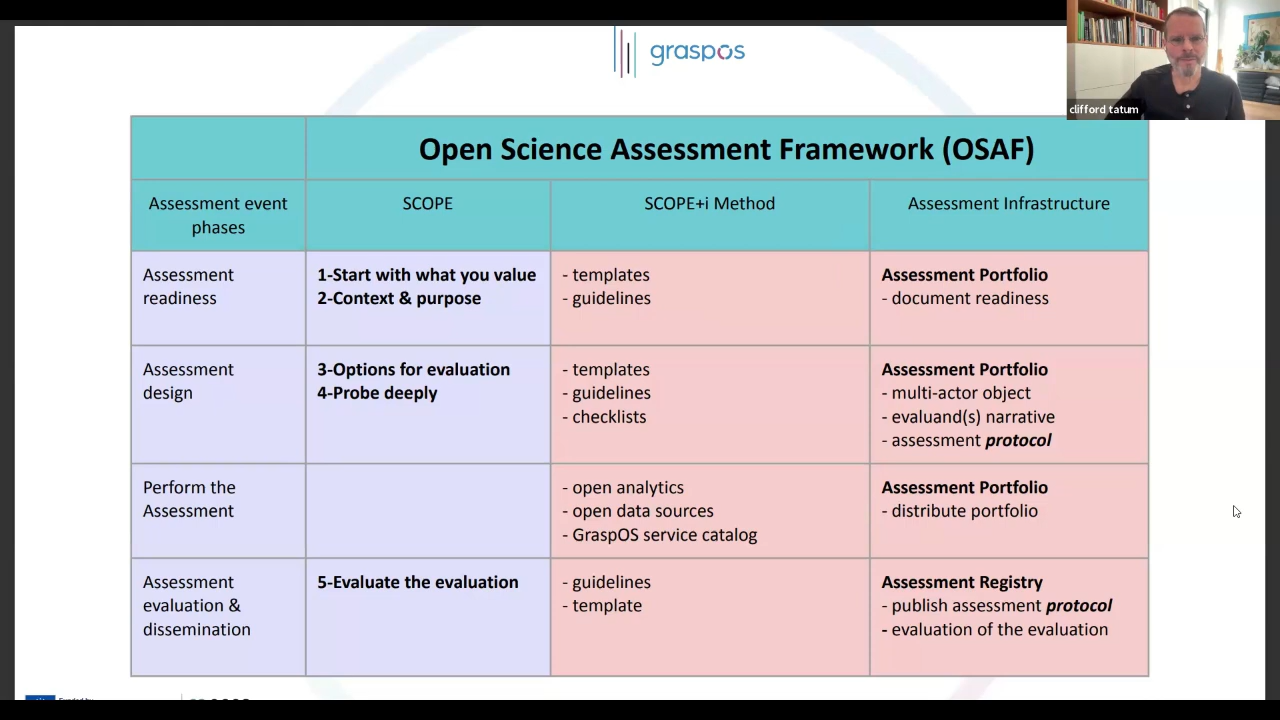 graspos
clifford tatum
Open Science Assessment Framework (OSAF)
Assessment event
phases
SCOPE
SCOPE+i Method
Assessment Infrastructure
Assessment
readiness
1-Start with what you value
2-Context & purpose
- templates
- guidelines
Assessment Portfolio
- document readiness
Assessment
design
3-Options for evaluation
4-Probe deeply
- templates
- guidelines
- checklists
Assessment Portfolio
- multi-actor object
- evaluand(s) narrative
- assessment protocol
Perform the
Assessment
- open analytics
- open data sources
- GraspOS service catalog
Assessment Portfolio
- distribute portfolio
Assessment
evaluation &
dissemination
5-Evaluate the evaluation
- guidelines
- template
Assessment Registry
- publish assessment protocol
- evaluation of the evaluation